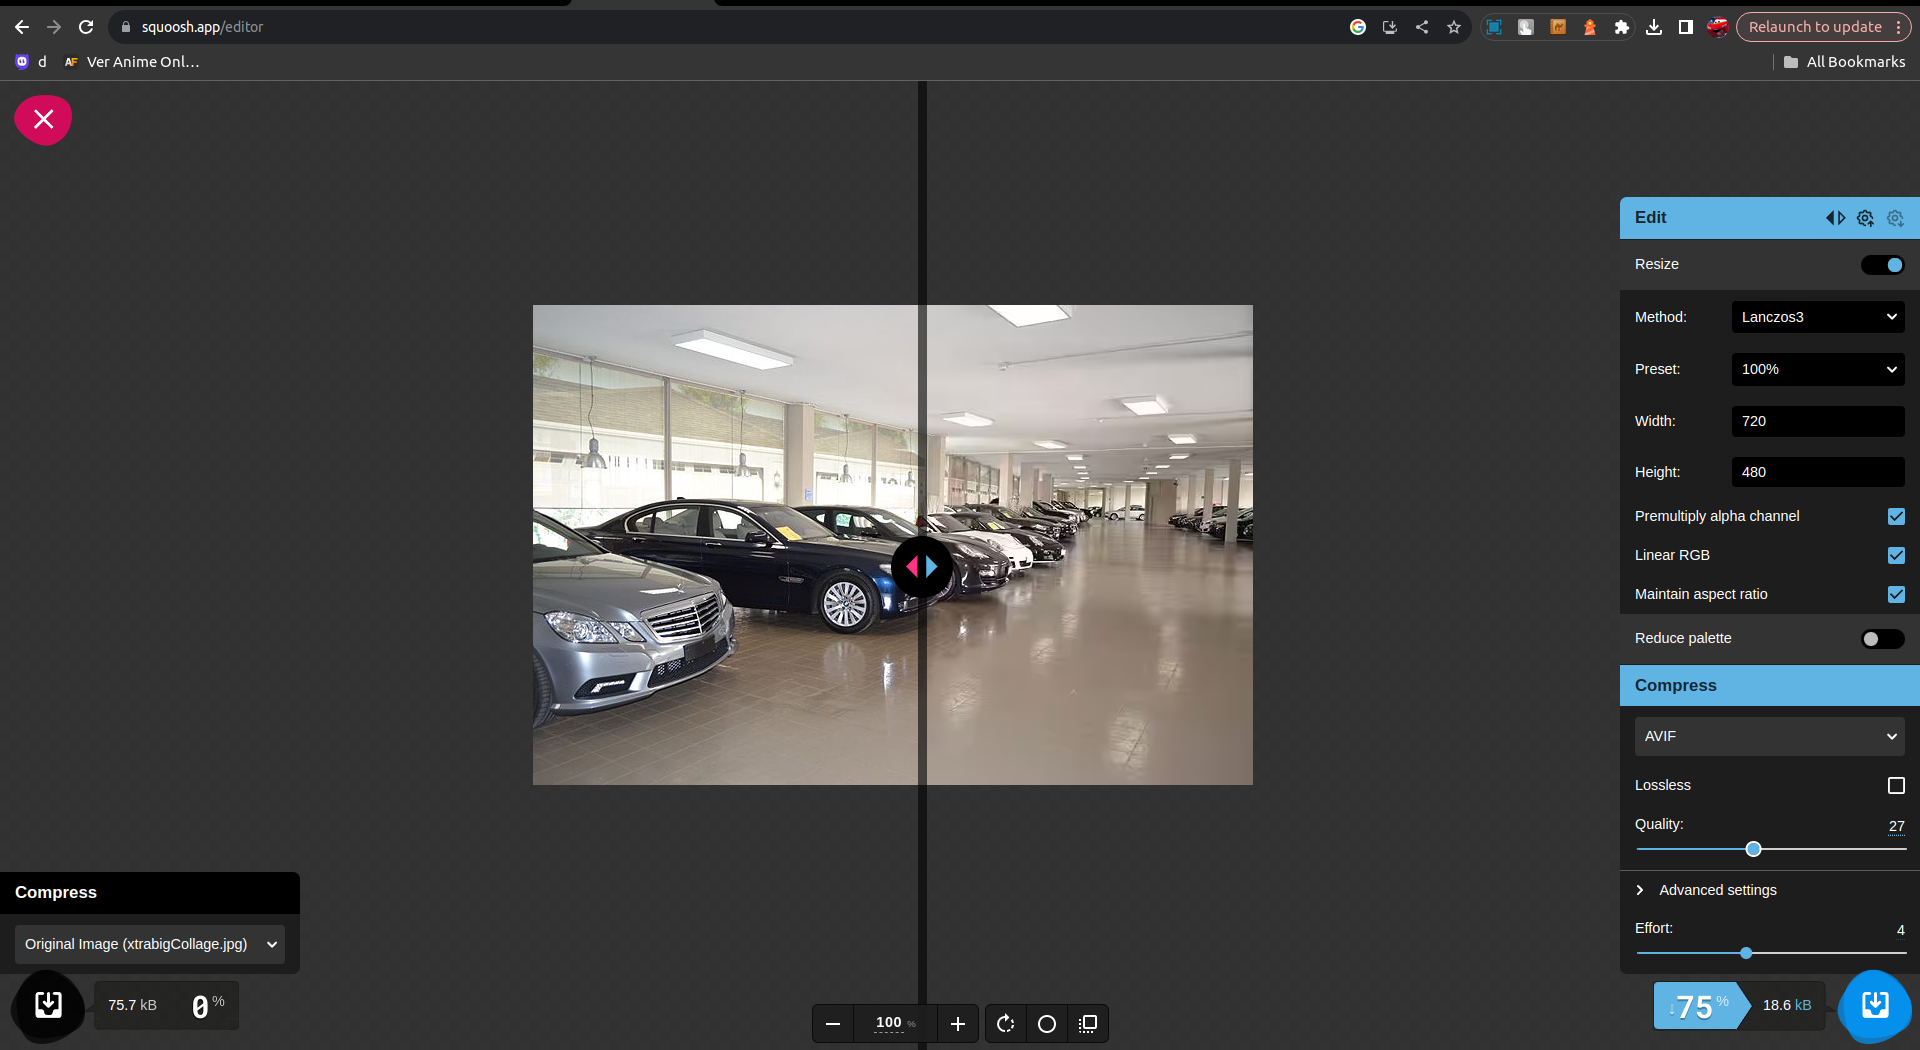 squoosh.app/editor
Relaunch to update
d
AF
Ver Anime Onl...
All Bookmarks
Edit
Resize
Method:
Lanczos3
Preset:
100%
Width:
720
Height:
480
Premultiply alpha channel
Linear RGB
Maintain aspect ratio
Reduce palette
Compress
AVIF
Lossless
Quality:
27
Advanced settings
Effort:
4
Compress
Original Image (xtrabigCollage.jpg)
75.7 kB
0 %
100 %
↓75 %
18.6 kB